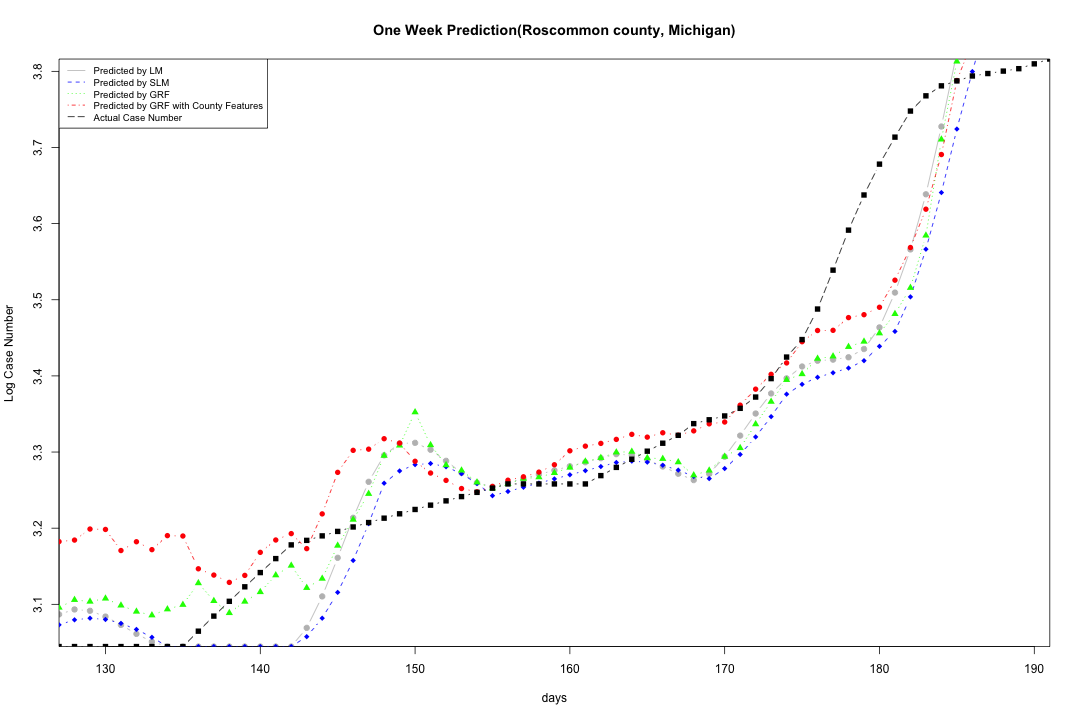 One Week Prediction(Roscommon county, Michigan)
Predicted by LM
Predicted by SLM
Predicted by GRF
Predicted by GRF with County Features
Actual Case Number
Log Case Number
3.8
3.7
3.6
3.5
3.4
3.3
3.2
3.1
130 140 150 160 170 180 190
days